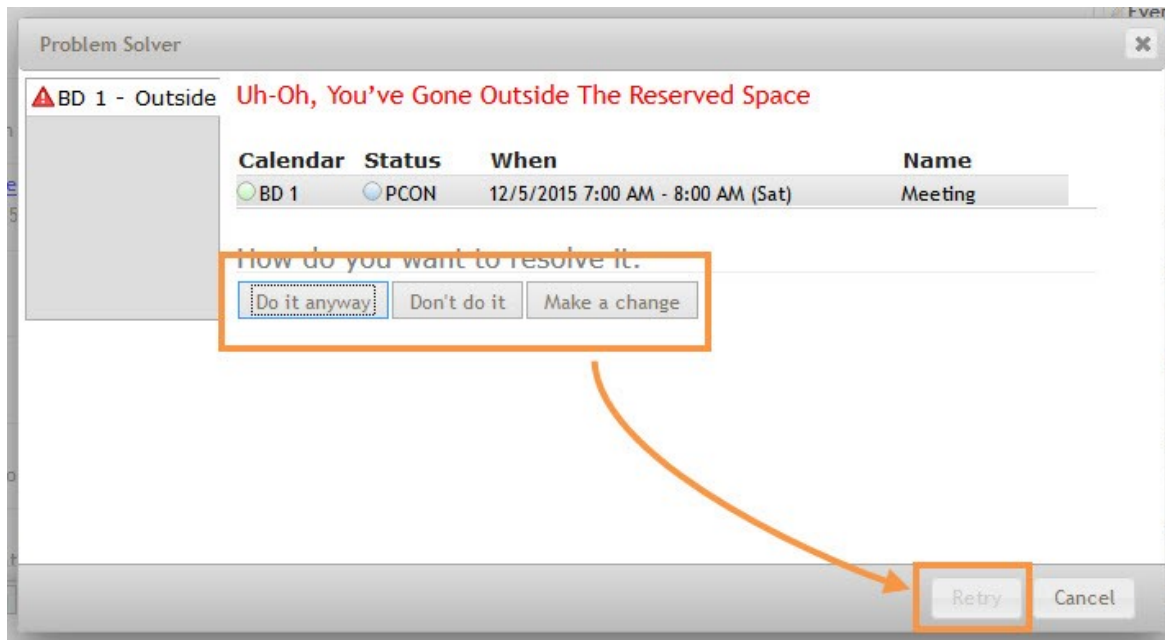 Problem Solver
BD 1 - Outside
Uh-Oh, You've Gone Outside The Reserved Space
Calendar Status When Name
BD 1 PCON 12/5/2015 7:00 AM - 8:00 AM (Sat) Meeting
How do you want to resolve it.
Do it anyway Don't do it Make a change
Retry Cancel